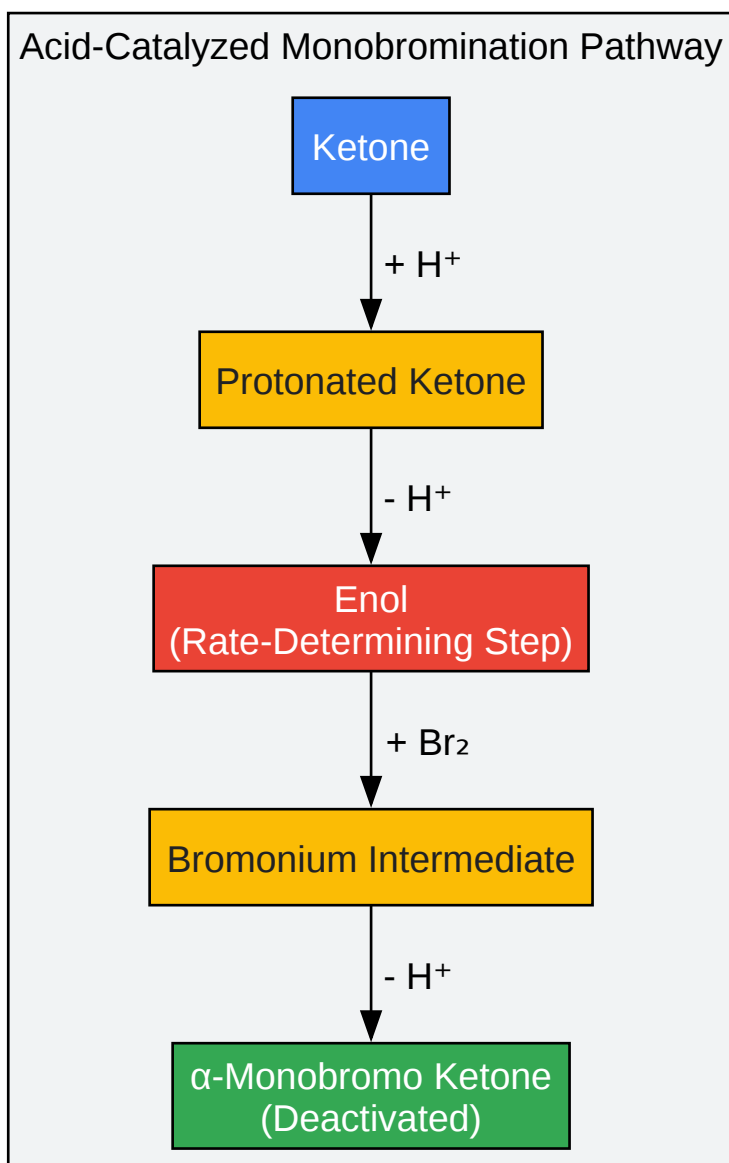 Acid-Catalyzed Monobromination Pathway
Ketone
+ H⁺
Protonated Ketone
- H⁺
Enol
(Rate-Determining Step)
+ Br₂
Bromonium Intermediate
- H⁺
α-Monobromo Ketone
(Deactivated)